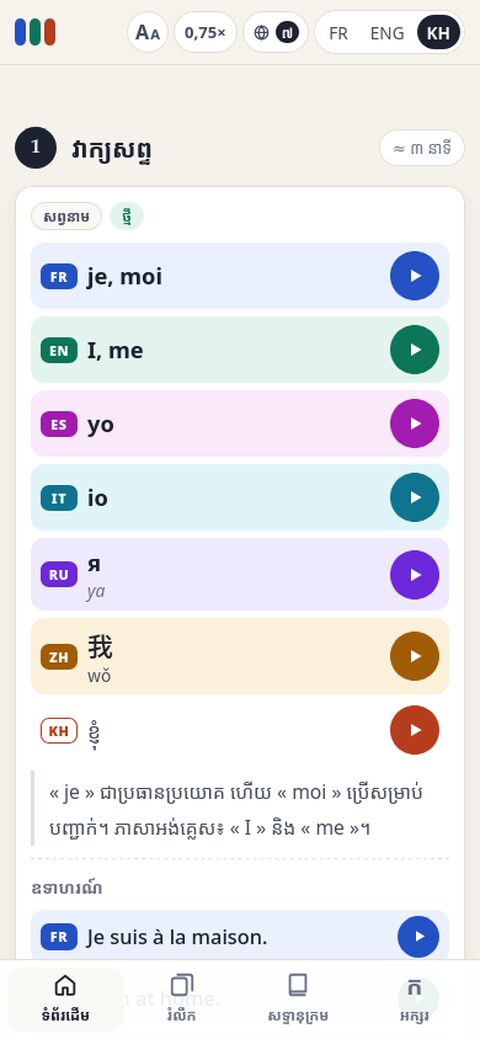 AA 0,75× ៧ FR ENG KH
1 វាក្យសព្ទ ≈ ៣ នាទី
សព្វនាម ថ្មី
FR je, moi
EN I, me
ES yo
IT io
RU я
ya
ZH 我
wǒ
KH ខ្ញុំ
« je » ជាប្រធានប្រយោគ ហើយ « moi » ប្រើសម្រាប់
បញ្ជាក់។ ភាសាអង់គ្លេស៖ « I » និង « me »។
ឧទាហរណ៍
FR Je suis à la maison.
at home.
ទំព័រដើម រំលឹក សទ្ទានុក្រម អក្សរ